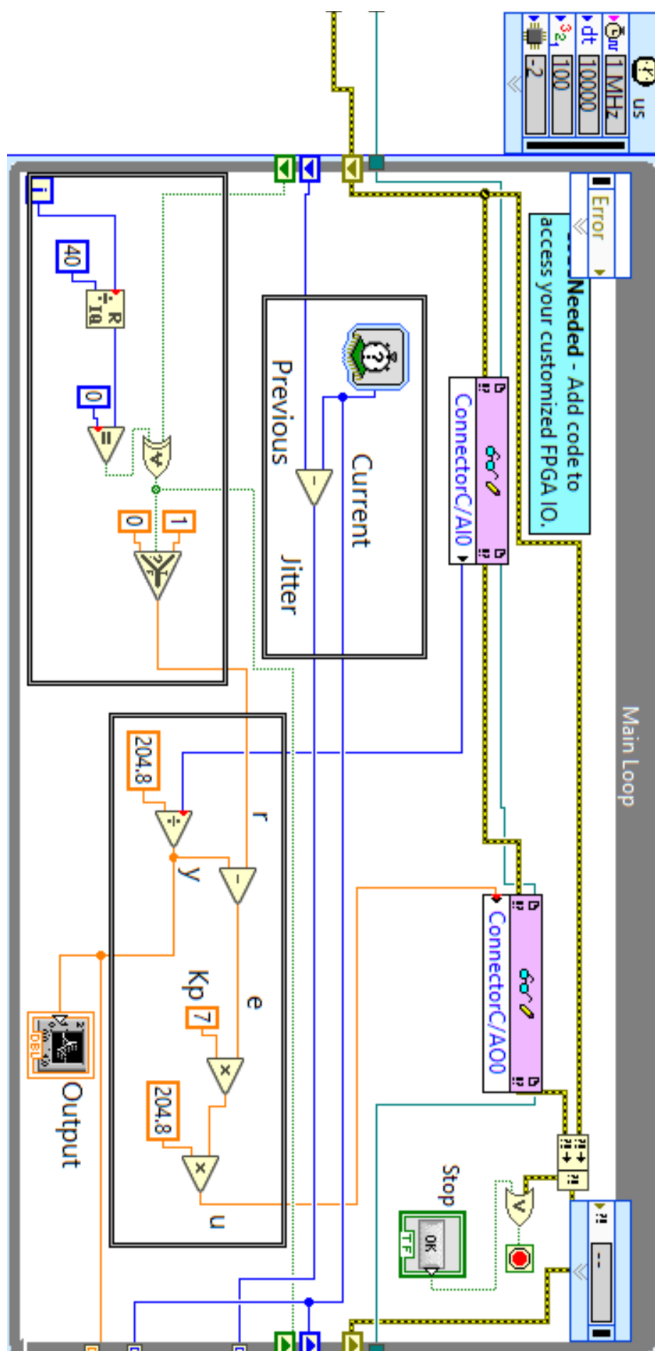 us
1 MHz
dt
10000
100
-2
Error
Needed - Add code to
access your customized FPGA IO.
Main Loop
ConnectorC/AI0
ConnectorC/AO0
Stop
OK
TF
--
Current
Previous
Jitter
i
40
R
IQ
0
=
1
0
T
F
?
r
204.8
÷
y
-
e
Kp
7
x
204.8
x
u
Output
DBL